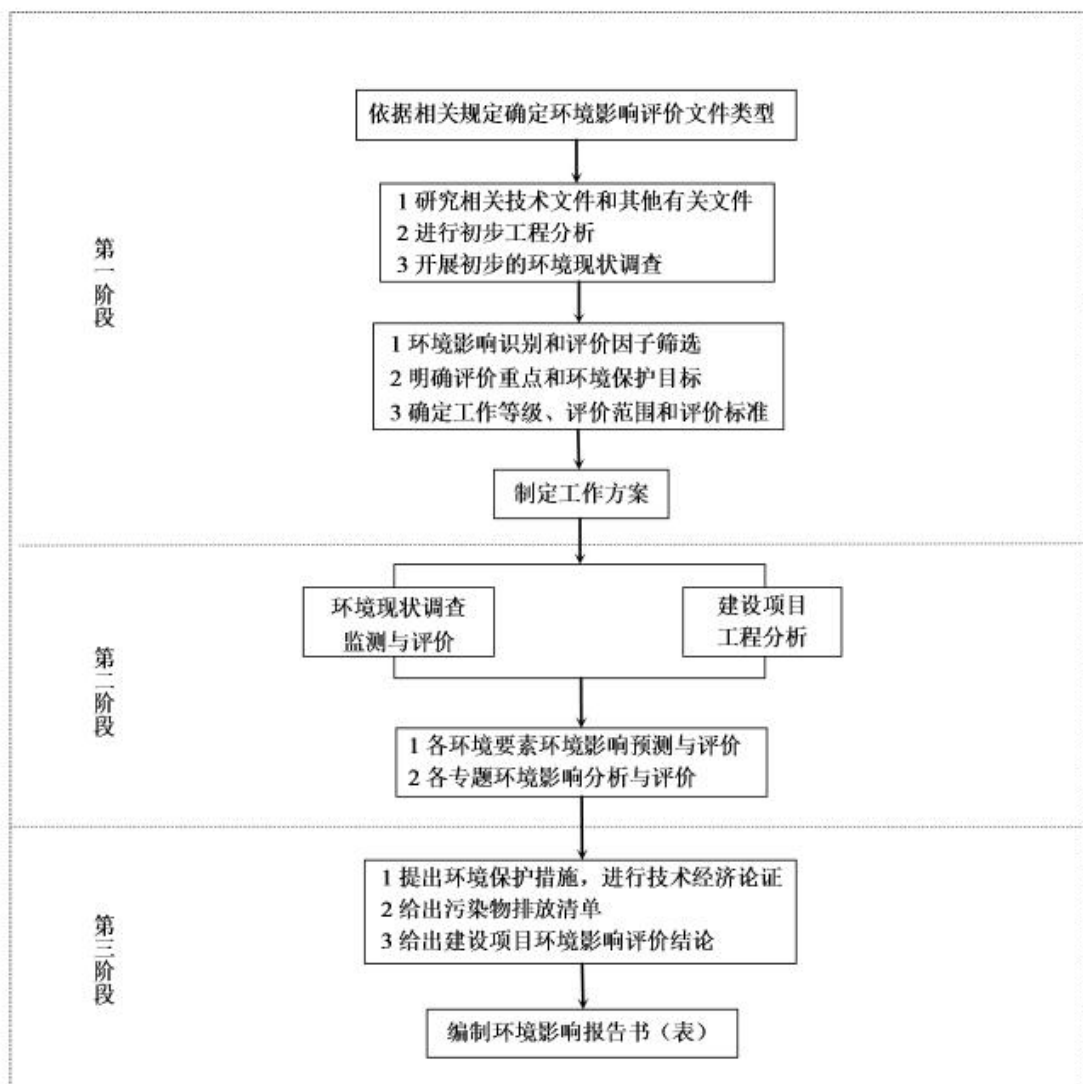 第一阶段
依据相关规定确定环境影响评价文件类型
1 研究相关技术文件和其他有关文件
2 进行初步工程分析
3 开展初步的环境现状调查
1 环境影响识别和评价因子筛选
2 明确评价重点和环境保护目标
3 确定工作等级、评价范围和评价标准
制定工作方案
第二阶段
环境现状调查
监测与评价
建设项目
工程分析
1 各环境要素环境影响预测与评价
2 各专题环境影响分析与评价
第三阶段
1 提出环境保护措施，进行技术经济论证
2 给出污染物排放清单
3 给出建设项目环境影响评价结论
编制环境影响报告书（表）